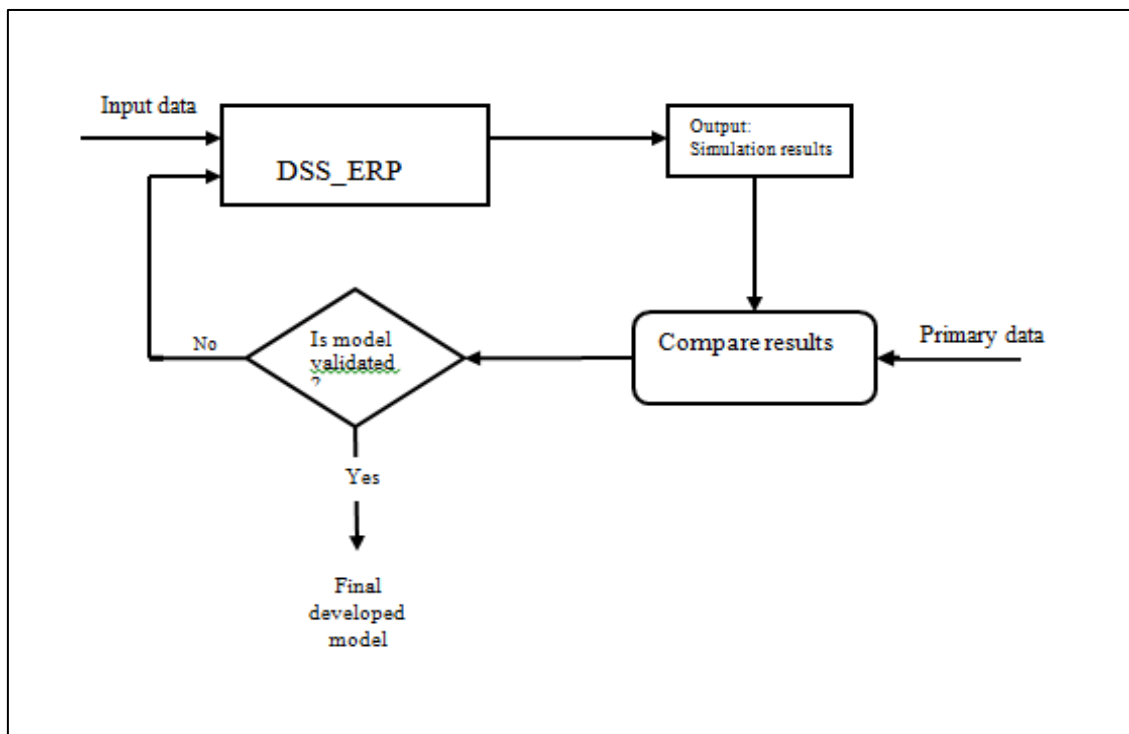 Input data
DSS_ERP
Output:
Simulation results
Compare results
Primary data
Is model
validated
?
No
Yes
Final
developed
model